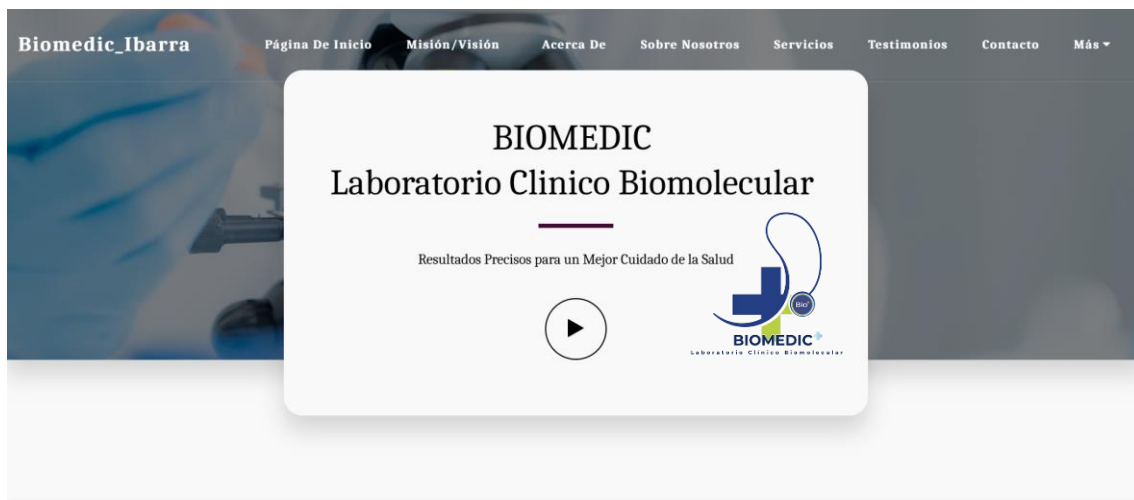 Biomedic_Ibarra
Página De Inicio
Misión/Visión
Acerca De
Sobre Nosotros
Servicios
Testimonios
Contacto
Más
BIOMEDIC
Laboratorio Clinico Biomolecular
Resultados Precisos para un Mejor Cuidado de la Salud
Bio+
BIOMEDIC
Laboratorio Clínico Biomolecular